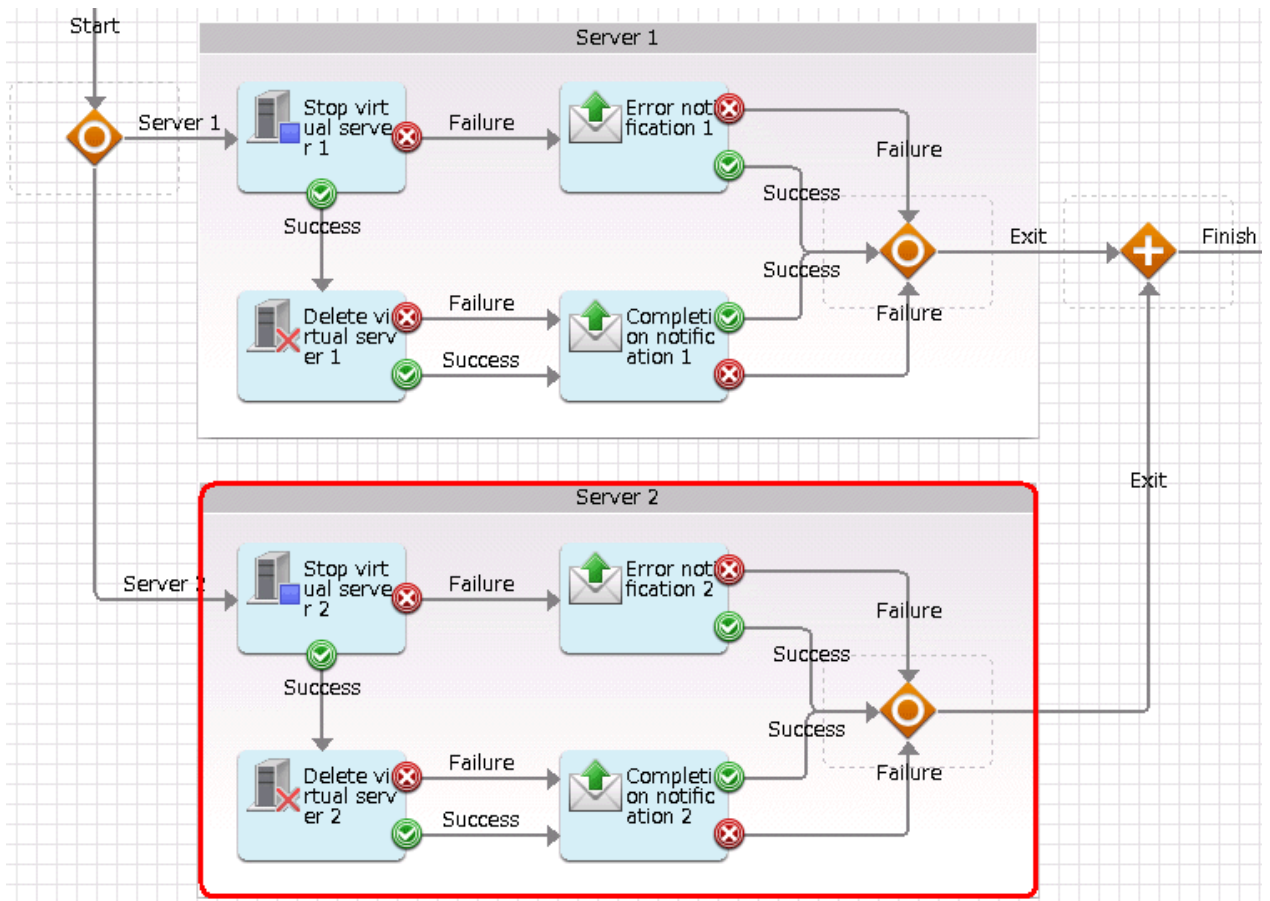 Start
Server 1
Server 1
Stop virt
ual serve
r 1
Failure
Error noti
fication 1
Failure
Success
Success
Success
Exit
Finish
Delete vi
rtual serv
er 1
Failure
Success
Completi
on notific
ation 1
Failure
Exit
Server 2
Server 2
Stop virt
ual serve
r 2
Failure
Error noti
fication 2
Failure
Success
Success
Success
Delete vi
rtual serv
er 2
Failure
Success
Completi
on notific
ation 2
Failure